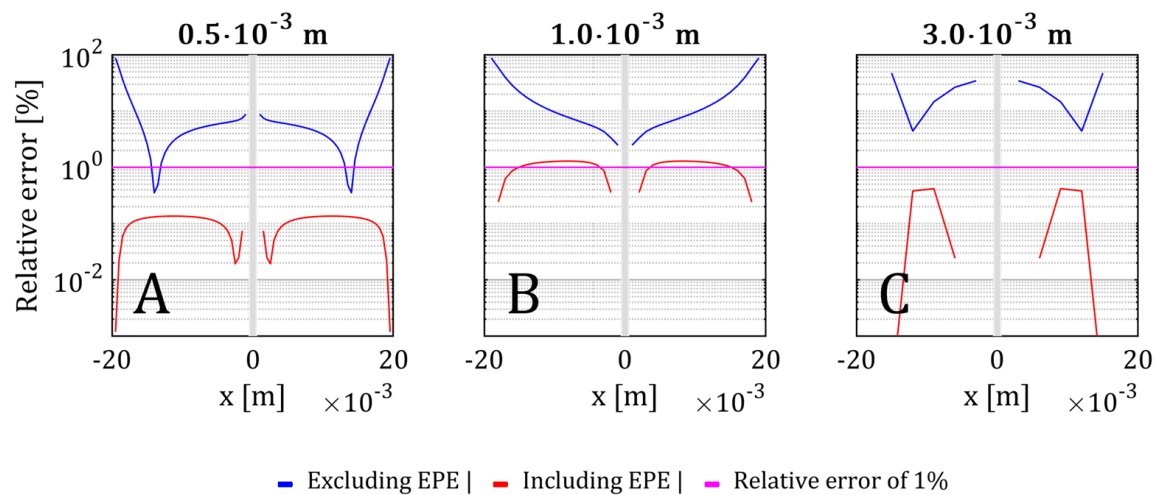 0.5·10⁻³ m
1.0·10⁻³ m
3.0·10⁻³ m
Relative error [%]
10²
10⁰
10⁻²
A
B
C
-20 0 20
-20 0 20
-20 0 20
x [m] ×10⁻³
x [m] ×10⁻³
x [m] ×10⁻³
Excluding EPE | Including EPE | Relative error of 1%